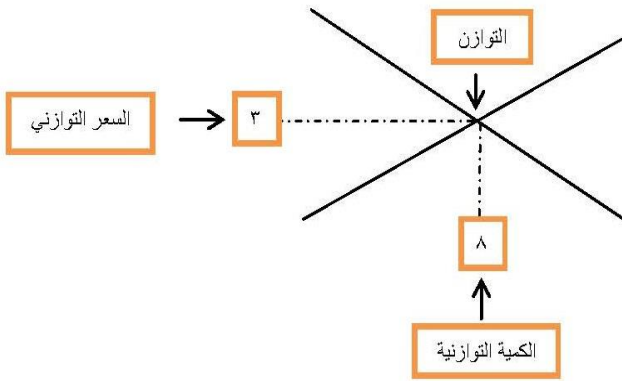 التوازن
السعر التوازني
٣
٨
الكمية التوازنية